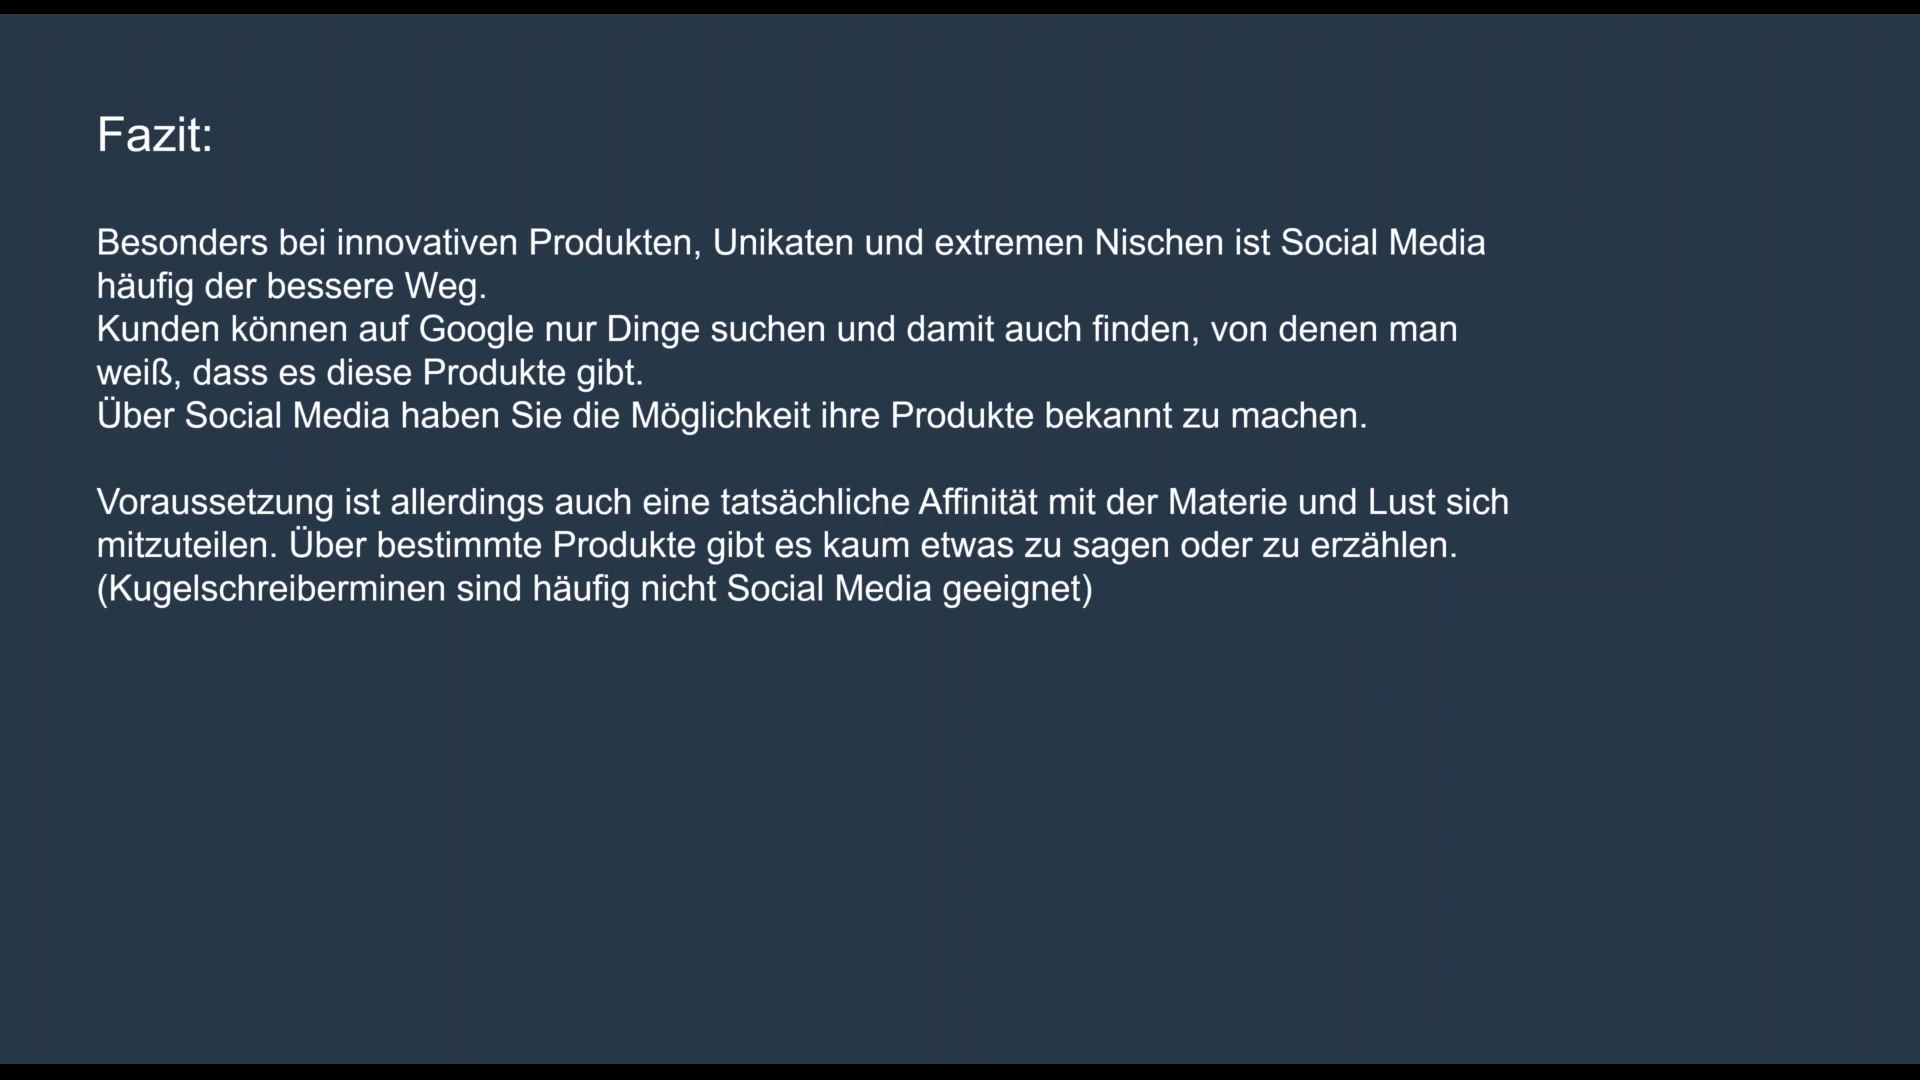 Fazit:
Besonders bei innovativen Produkten, Unikaten und extremen Nischen ist Social Media
häufig der bessere Weg.
Kunden können auf Google nur Dinge suchen und damit auch finden, von denen man
weiß, dass es diese Produkte gibt.
Über Social Media haben Sie die Möglichkeit ihre Produkte bekannt zu machen.
Voraussetzung ist allerdings auch eine tatsächliche Affinität mit der Materie und Lust sich
mitzuteilen. Über bestimmte Produkte gibt es kaum etwas zu sagen oder zu erzählen.
(Kugelschreiberminen sind häufig nicht Social Media geeignet)